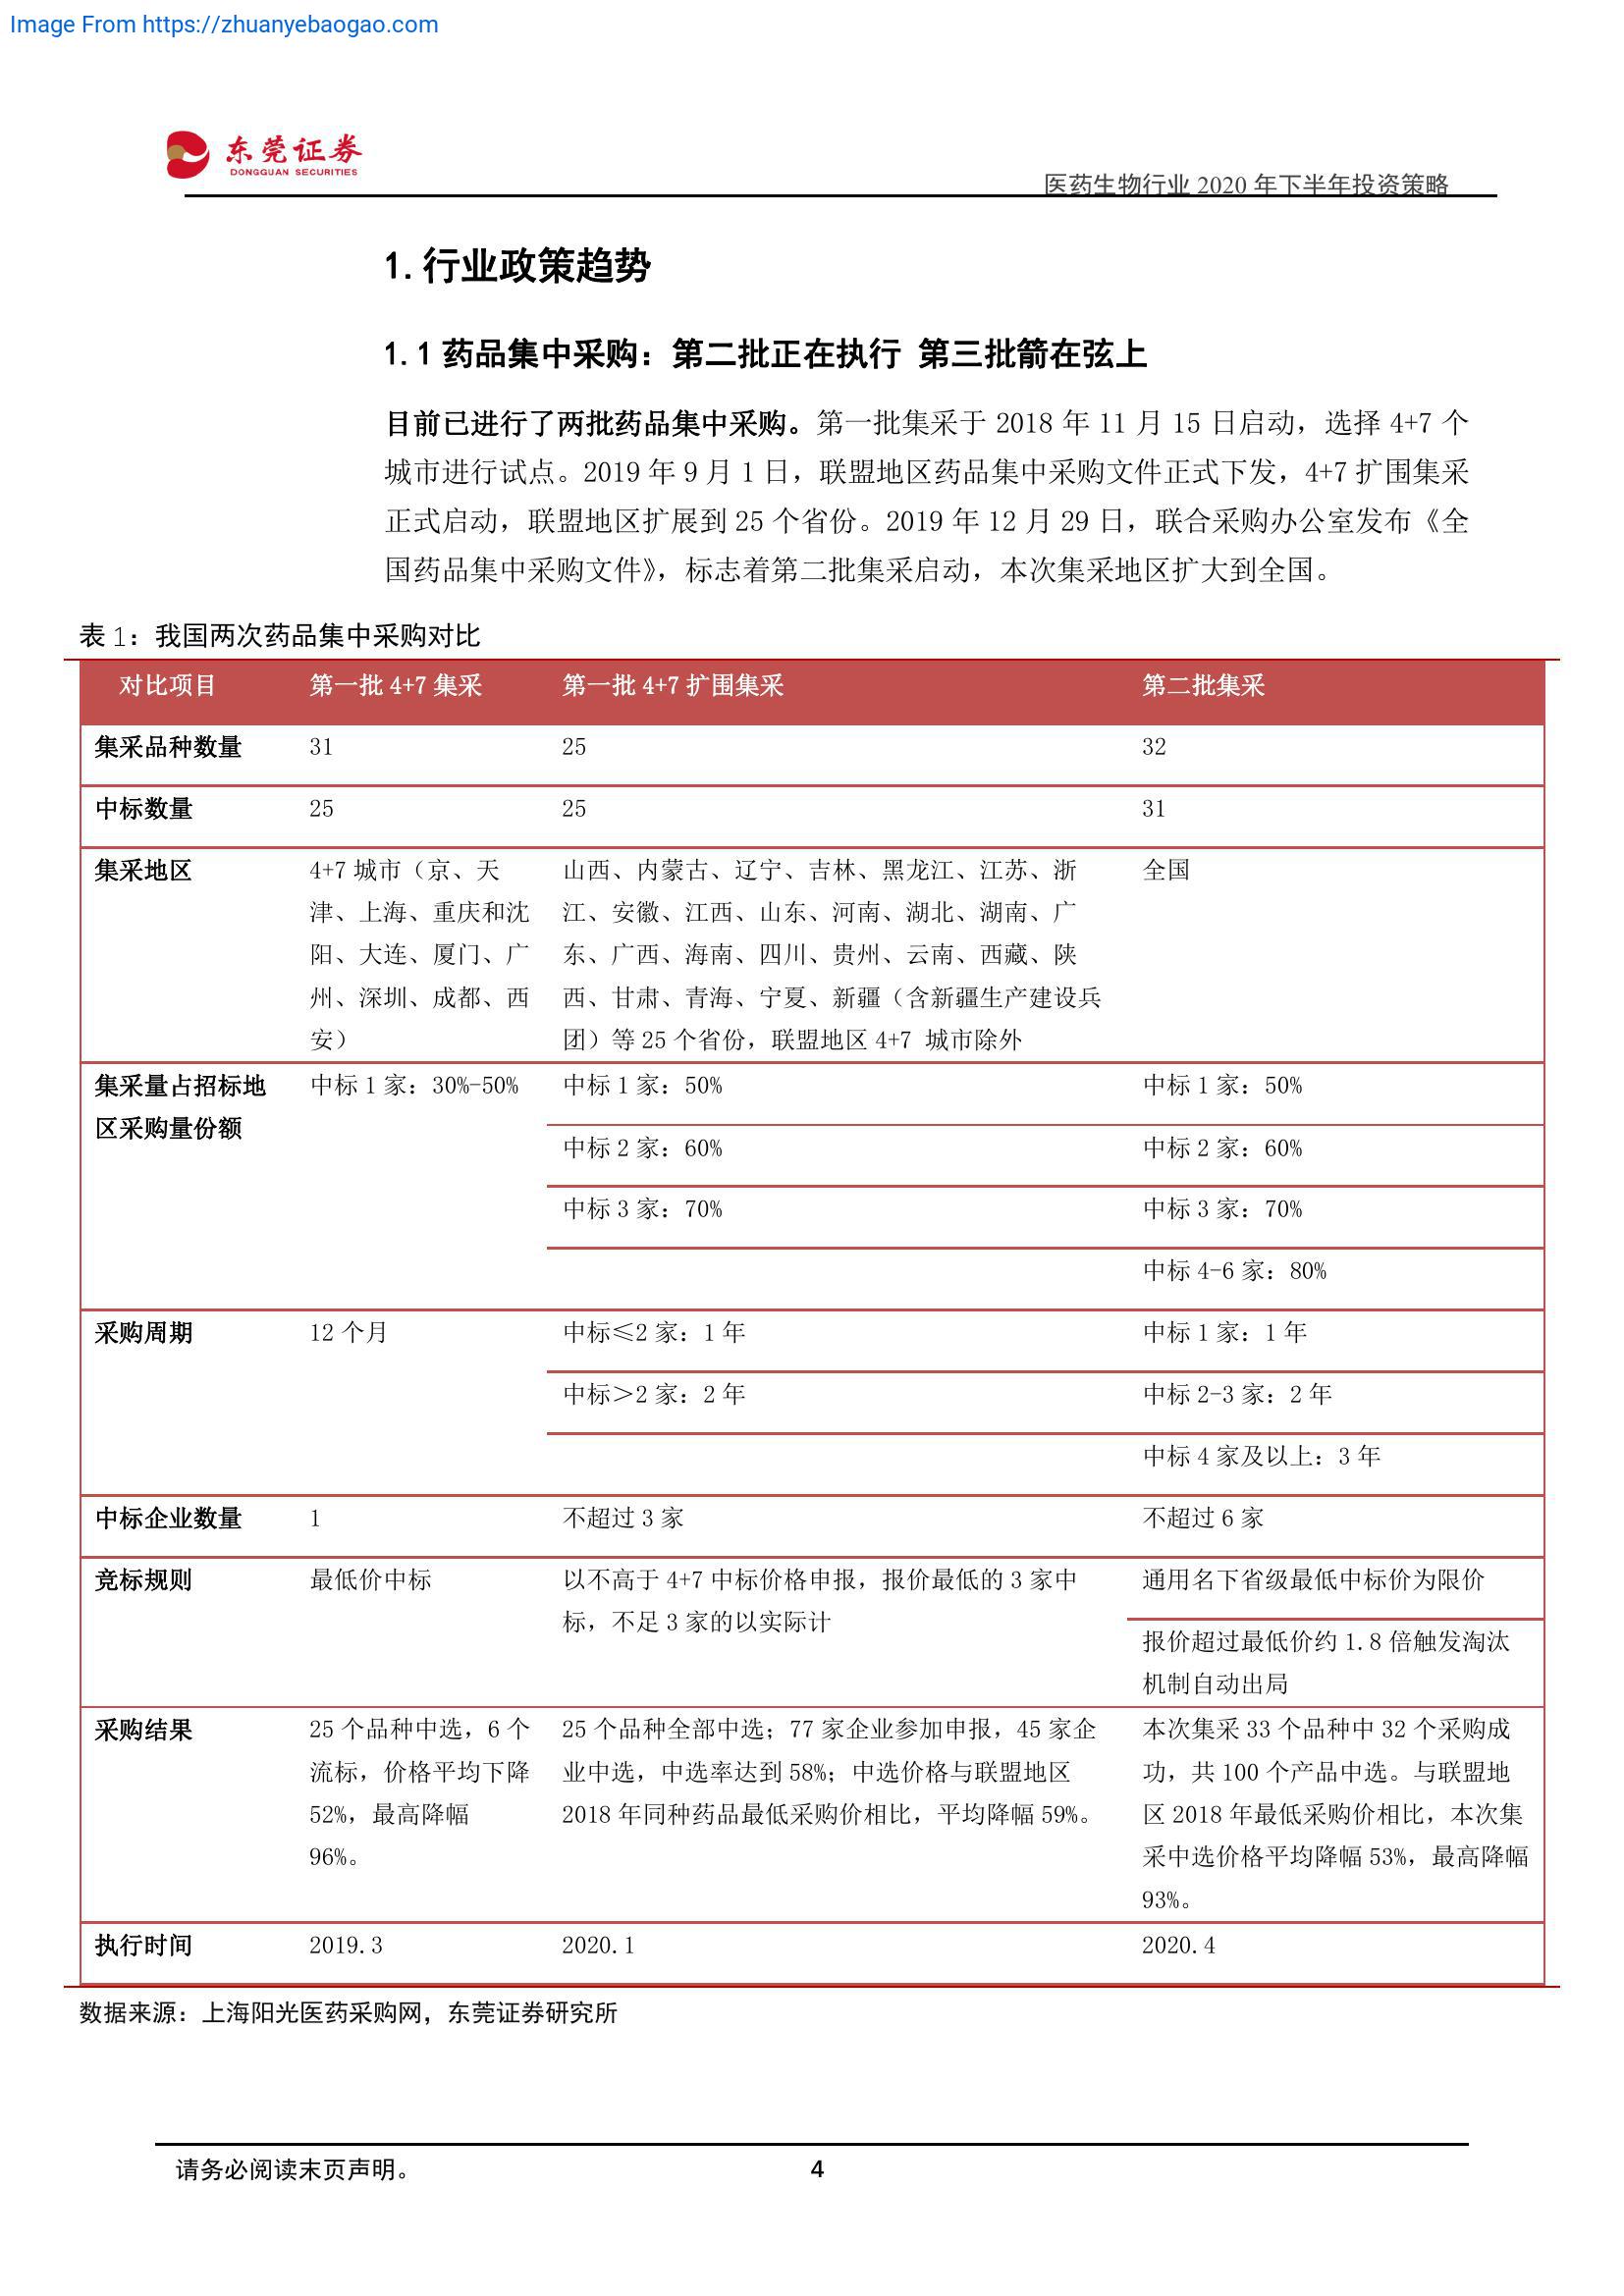 Image From https://zhuanyebaogao.com
东莞证券
DONGGUAN SECURITIES
医药生物行业 2020 年下半年投资策略
1.行业政策趋势
1.1 药品集中采购：第二批正在执行 第三批箭在弦上
目前已进行了两批药品集中采购。第一批集采于 2018 年 11 月 15 日启动，选择 4+7 个
城市进行试点。2019 年 9 月 1 日，联盟地区药品集中采购文件正式下发，4+7 扩围集采
正式启动，联盟地区扩展到 25 个省份。2019 年 12 月 29 日，联合采购办公室发布《全
国药品集中采购文件》，标志着第二批集采启动，本次集采地区扩大到全国。
表 1：我国两次药品集中采购对比
对比项目 第一批 4+7 集采 第一批 4+7 扩围集采 第二批集采
集采品种数量 31 25 32
中标数量 25 25 31
集采地区 4+7 城市（京、天 山西、内蒙古、辽宁、吉林、黑龙江、江苏、浙 全国
津、上海、重庆和沈 江、安徽、江西、山东、河南、湖北、湖南、广
阳、大连、厦门、广 东、广西、海南、四川、贵州、云南、西藏、陕
州、深圳、成都、西 西、甘肃、青海、宁夏、新疆（含新疆生产建设兵
安） 团）等 25 个省份，联盟地区 4+7 城市除外
集采量占招标地 中标 1 家：30%-50% 中标 1 家：50% 中标 1 家：50%
区采购量份额
中标 2 家：60% 中标 2 家：60%
中标 3 家：70% 中标 3 家：70%
中标 4-6 家：80%
采购周期 12 个月 中标≤2 家：1 年 中标 1 家：1 年
中标＞2 家：2 年 中标 2-3 家：2 年
中标 4 家及以上：3 年
中标企业数量 1 不超过 3 家 不超过 6 家
竞标规则 最低价中标 以不高于 4+7 中标价格申报，报价最低的 3 家中 通用名下省级最低中标价为限价
标，不足 3 家的以实际计
报价超过最低价约 1.8 倍触发淘汰
机制自动出局
采购结果 25 个品种中选，6 个 25 个品种全部中选；77 家企业参加申报，45 家企 本次集采 33 个品种中 32 个采购成
流标，价格平均下降 业中选，中选率达到 58%；中选价格与联盟地区 功，共 100 个产品中选。与联盟地
52%，最高降幅 2018 年同种药品最低采购价相比，平均降幅 59%。 区 2018 年最低采购价相比，本次集
96%。 采中选价格平均降幅 53%，最高降幅
93%。
执行时间 2019.3 2020.1 2020.4
数据来源：上海阳光医药采购网，东莞证券研究所
请务必阅读末页声明。 4